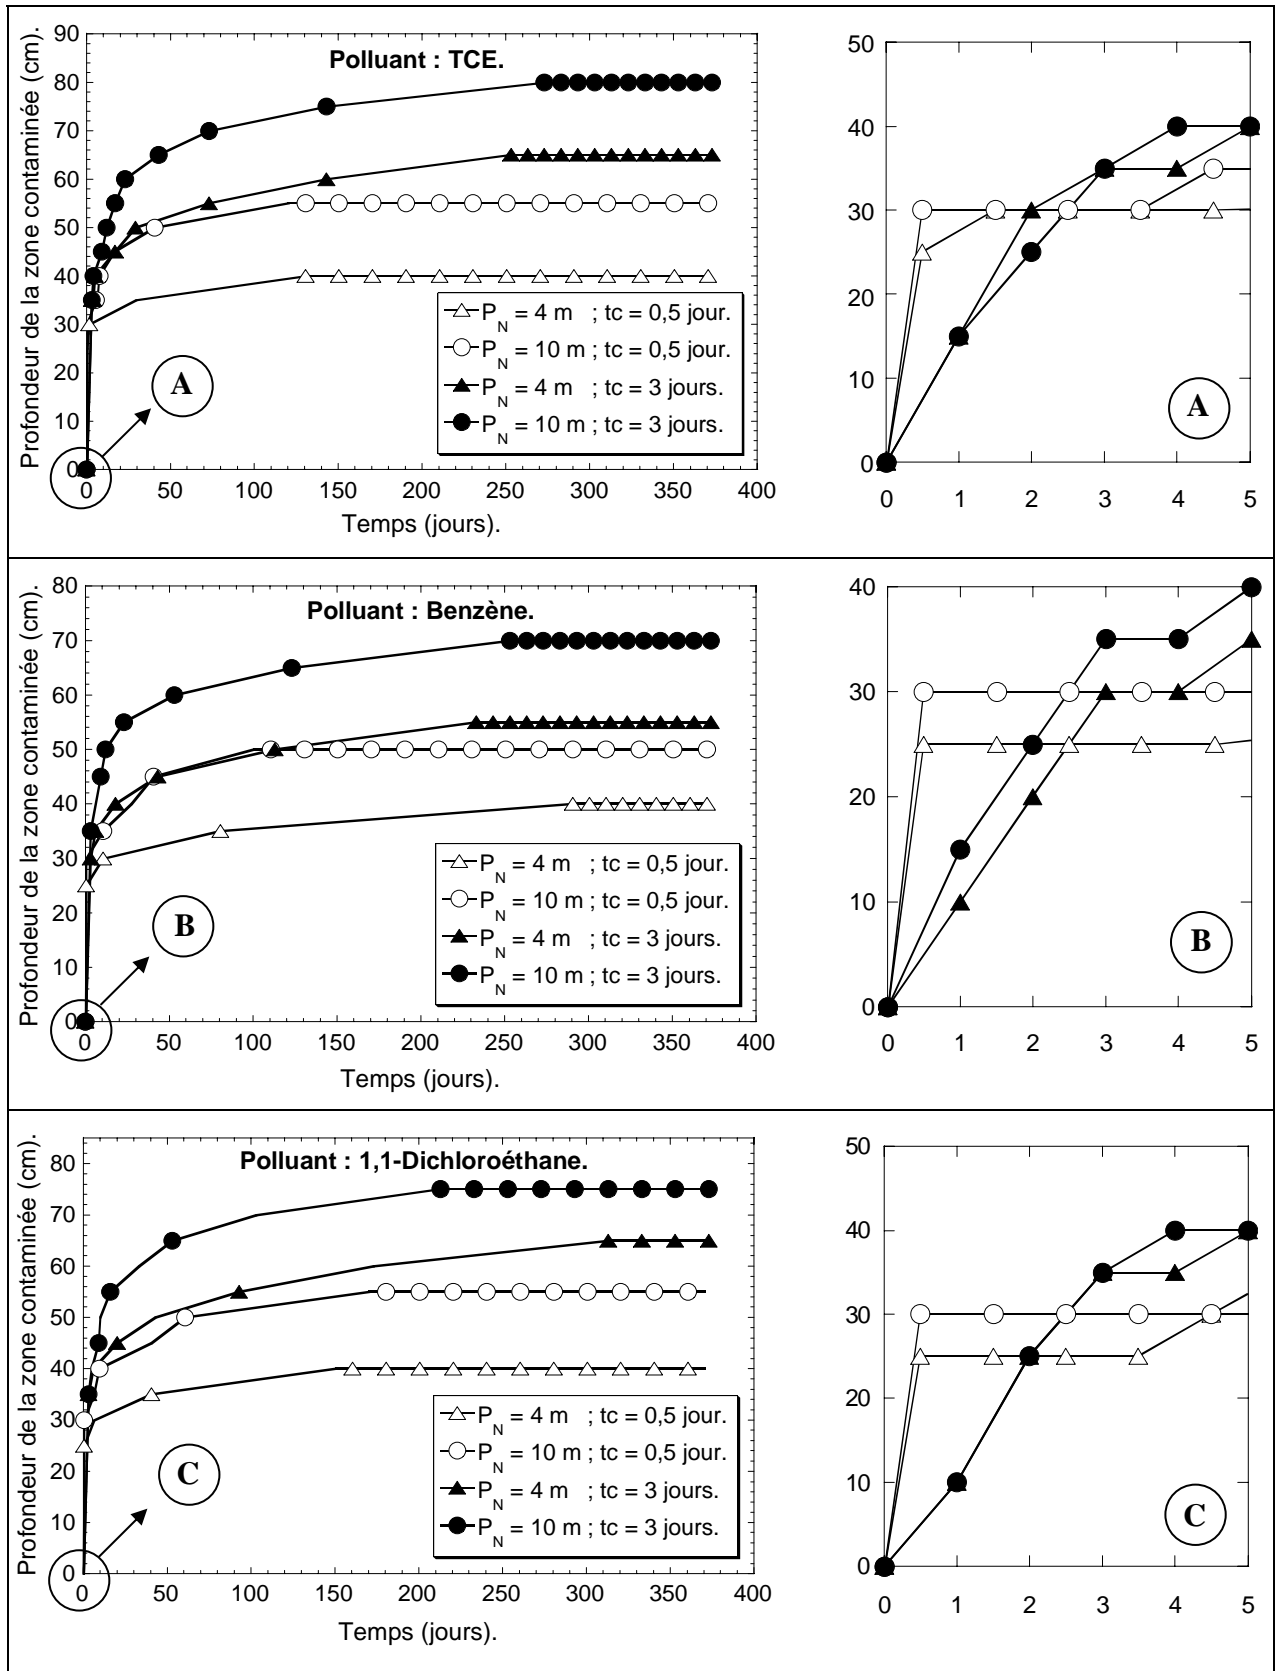 Polluant : TCE.
Profondeur de la zone contaminée (cm).
90
80
70
60
50
40
30
20
10
0
0 50 100 150 200 250 300 350 400
Temps (jours).
A
P_N = 4 m ; tc = 0,5 jour.
P_N = 10 m ; tc = 0,5 jour.
P_N = 4 m ; tc = 3 jours.
P_N = 10 m ; tc = 3 jours.
50
40
30
20
10
0
0 1 2 3 4 5
A
Polluant : Benzène.
Profondeur de la zone contaminée (cm).
80
70
60
50
40
30
20
10
0
0 50 100 150 200 250 300 350 400
Temps (jours).
B
P_N = 4 m ; tc = 0,5 jour.
P_N = 10 m ; tc = 0,5 jour.
P_N = 4 m ; tc = 3 jours.
P_N = 10 m ; tc = 3 jours.
40
30
20
10
0
0 1 2 3 4 5
B
Polluant : 1,1-Dichloroéthane.
Profondeur de la zone contaminée (cm).
80
70
60
50
40
30
20
10
0
0 50 100 150 200 250 300 350 400
Temps (jours).
C
P_N = 4 m ; tc = 0,5 jour.
P_N = 10 m ; tc = 0,5 jour.
P_N = 4 m ; tc = 3 jours.
P_N = 10 m ; tc = 3 jours.
50
40
30
20
10
0
0 1 2 3 4 5
C